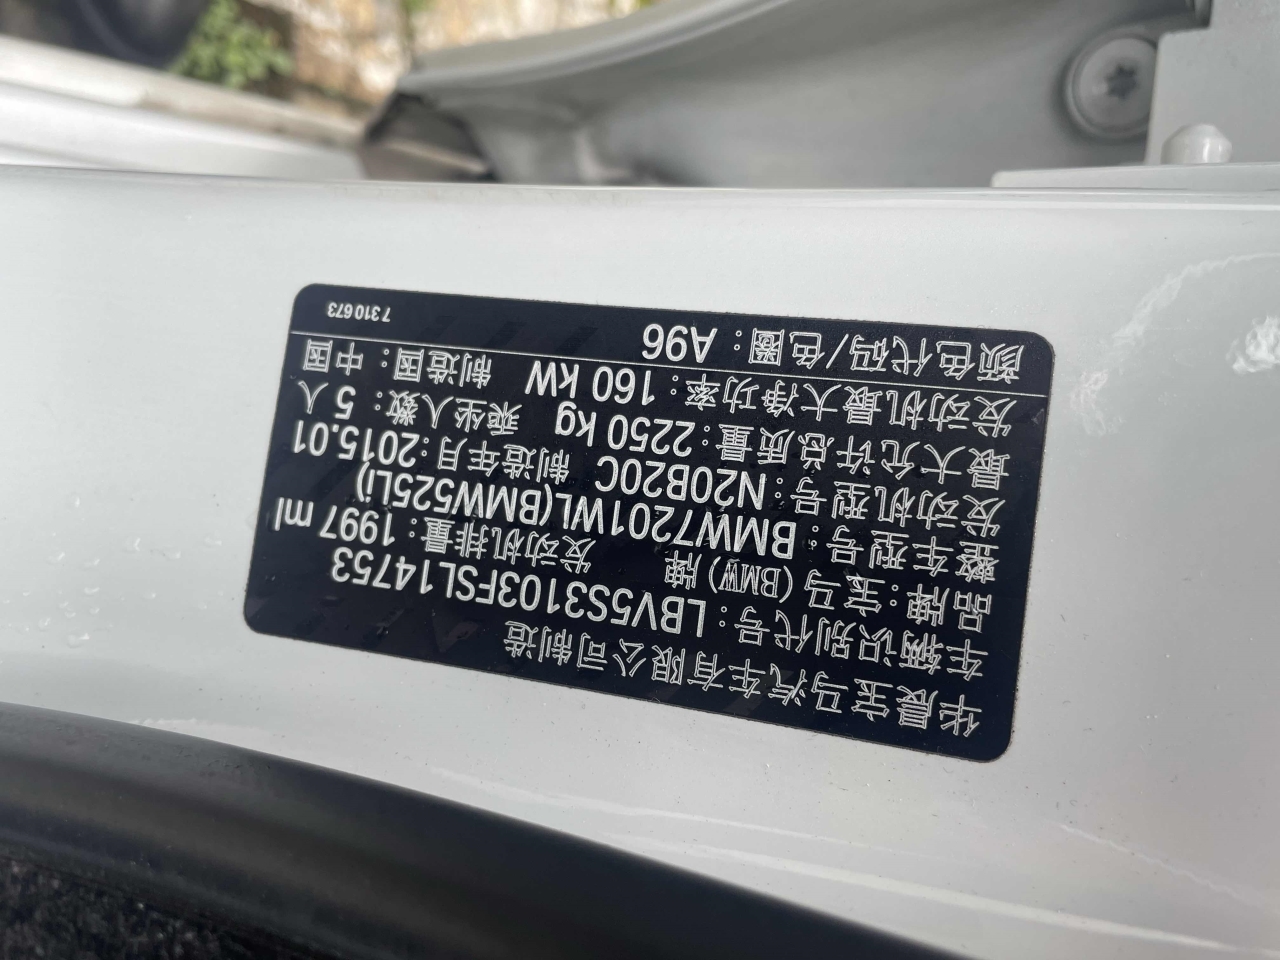 华晨宝马汽车有限公司制造
车辆识别代号：LBV5S3103FSL14753
品牌：宝马(BMW)牌 发动机排量：1997 ml
整车型号：BMW7201WL(BMW525Li)
发动机型号：N20B20C 制造年月：2015.01
最大允许总质量：2250 kg 乘坐人数：5 人
发动机最大净功率：160 kW 制造国：中国
颜色代码/色圈：A96
7310673